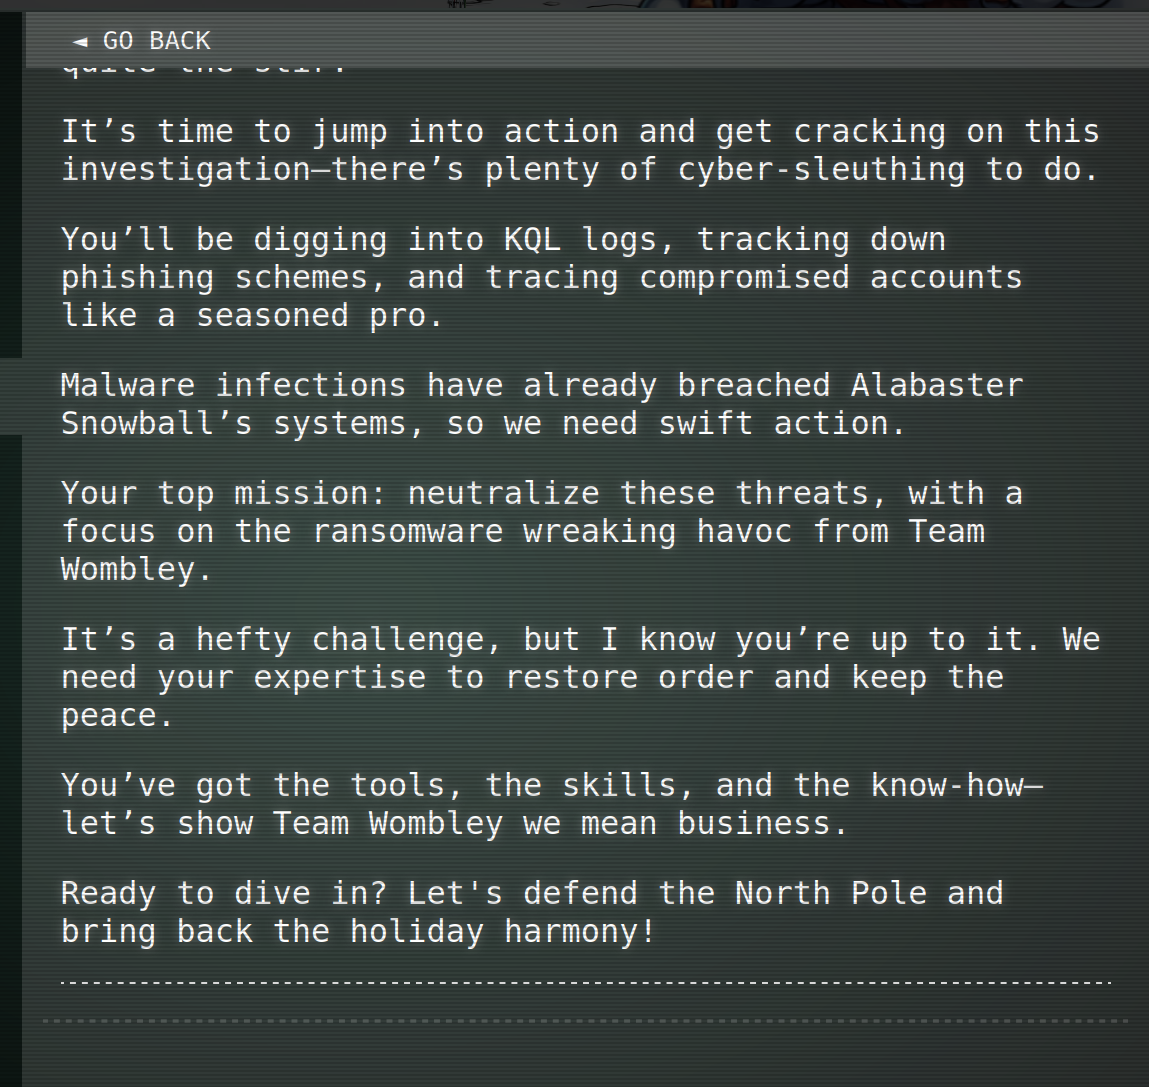 ◄ GO BACK
quite the stir.
It’s time to jump into action and get cracking on this
investigation—there’s plenty of cyber-sleuthing to do.
You’ll be digging into KQL logs, tracking down
phishing schemes, and tracing compromised accounts
like a seasoned pro.
Malware infections have already breached Alabaster
Snowball’s systems, so we need swift action.
Your top mission: neutralize these threats, with a
focus on the ransomware wreaking havoc from Team
Wombley.
It’s a hefty challenge, but I know you’re up to it. We
need your expertise to restore order and keep the
peace.
You’ve got the tools, the skills, and the know-how—
let’s show Team Wombley we mean business.
Ready to dive in? Let's defend the North Pole and
bring back the holiday harmony!